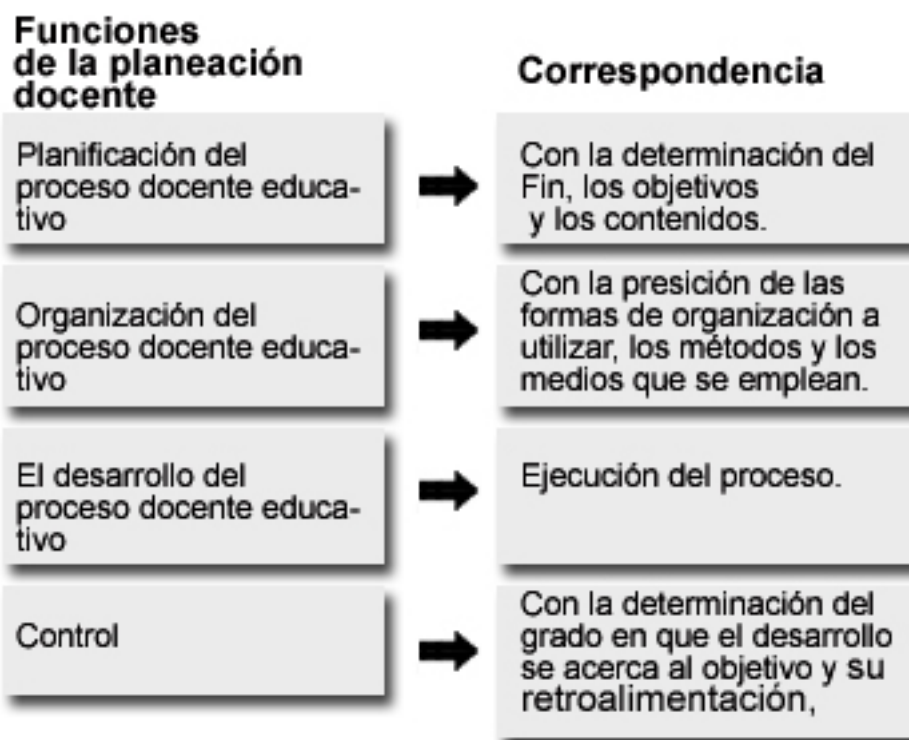 Funciones
de la planeación
docente
Correspondencia
Planificación del
proceso docente educa-
tivo
Con la determinación del
Fin, los objetivos
y los contenidos.
Organización del
proceso docente educa-
tivo
Con la presición de las
formas de organización a
utilizar, los métodos y los
medios que se emplean.
El desarrollo del
proceso docente educa-
tivo
Ejecución del proceso.
Control
Con la determinación del
grado en que el desarrollo
se acerca al objetivo y su
retroalimentación,